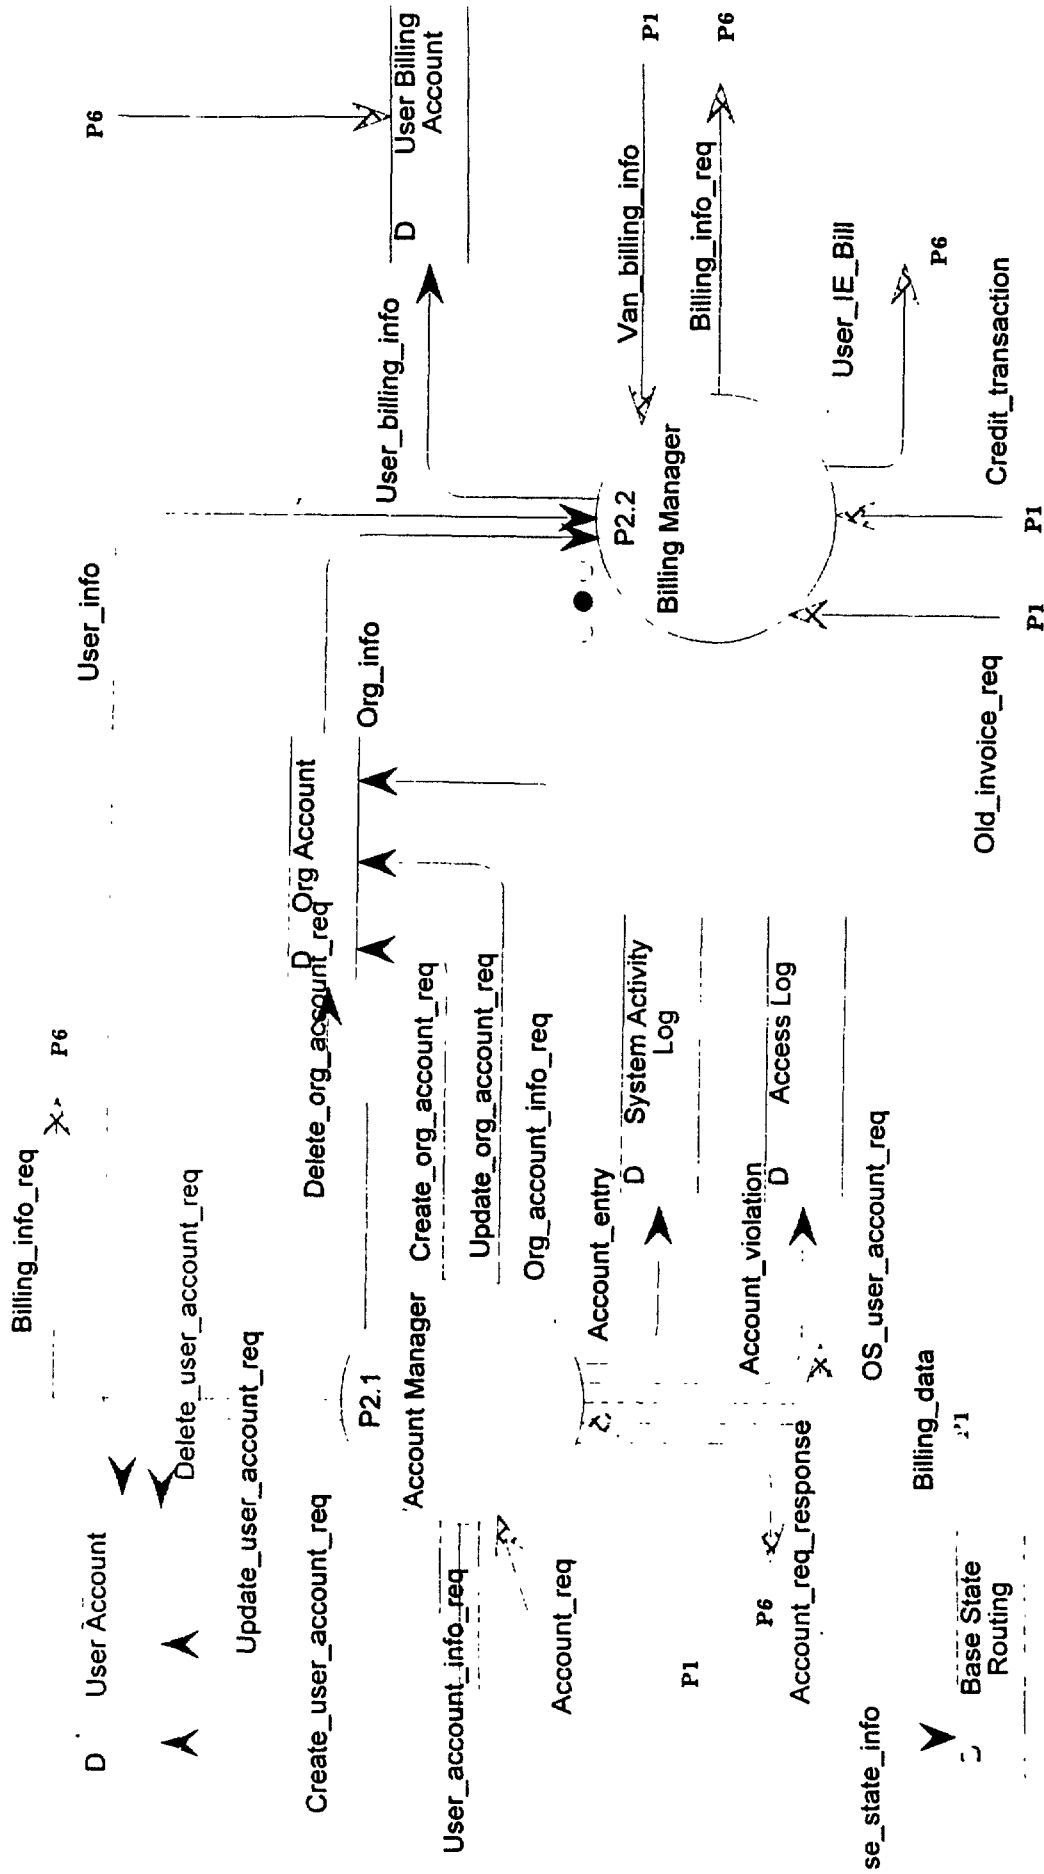 Billing_info_req
P6
User_info
P6
D
User Account
Delete_user_account_req
Update_user_account_req
Create_user_account_req
User_account_info_req
Account_req
P2.1
Account Manager
Delete_org_account_req
D
Org Account
Org_info
Create_org_account_req
Update_org_account_req
Org_account_info_req
User_billing_info
D
User Billing
Account
Account_entry
D
System Activity
Log
Account_violation
D
Access Log
OS_user_account_req
P2.2
Billing Manager
Van_billing_info
P1
Billing_info_req
P6
User_IE_Bill
P6
Credit_transaction
P1
Old_invoice_req
P1
P1
P6
Account_req_response
Billing_data
P1
se_state_info
Base State
Routing